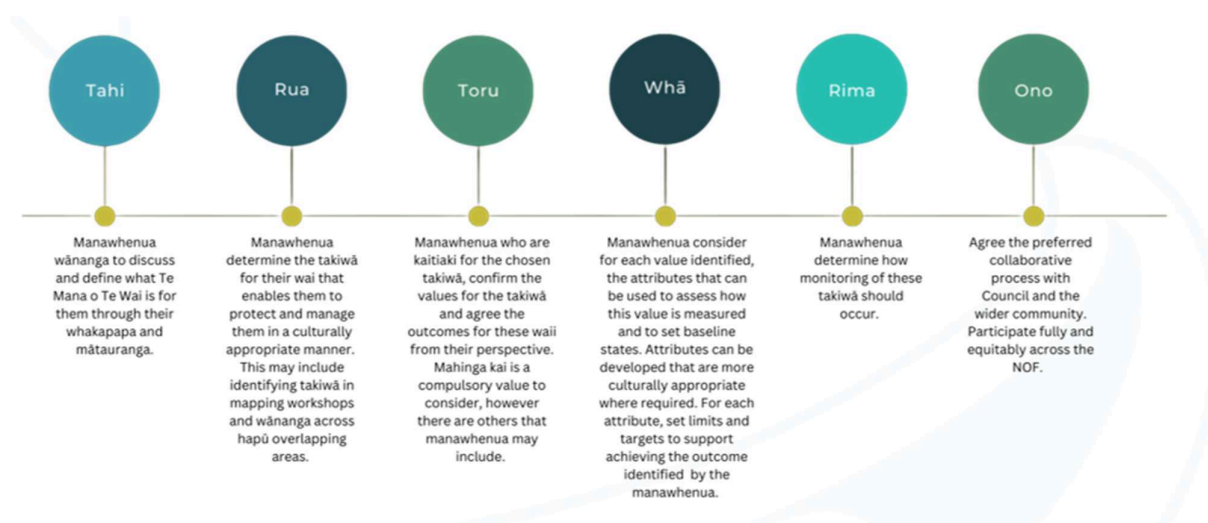 Tahi
Manawhenua
wānanga to discuss
and define what Te
Mana o Te Wai is for
them through their
whakapapa and
mātauranga.
Rua
Manawhenua
determine the takiwā
for their wai that
enables them to
protect and manage
them in a culturally
appropriate manner.
This may include
identifying takiwā in
mapping workshops
and wānanga across
hapū overlapping
areas.
Toru
Manawhenua who are
kaitiaki for the chosen
takiwā, confirm the
values for the takiwā
and agree the
outcomes for these waii
from their perspective.
Mahinga kai is a
compulsory value to
consider, however
there are others that
manawhenua may
include.
Whā
Manawhenua consider
for each value identified,
the attributes that can
be used to assess how
this value is measured
and to set baseline
states. Attributes can be
developed that are more
culturally appropriate
where required. For each
attribute, set limits and
targets to support
achieving the outcome
identified by the
manawhenua.
Rima
Manawhenua
determine how
monitoring of these
takiwā should
occur.
Ono
Agree the preferred
collaborative
process with
Council and the
wider community.
Participate fully and
equitably across the
NOF.